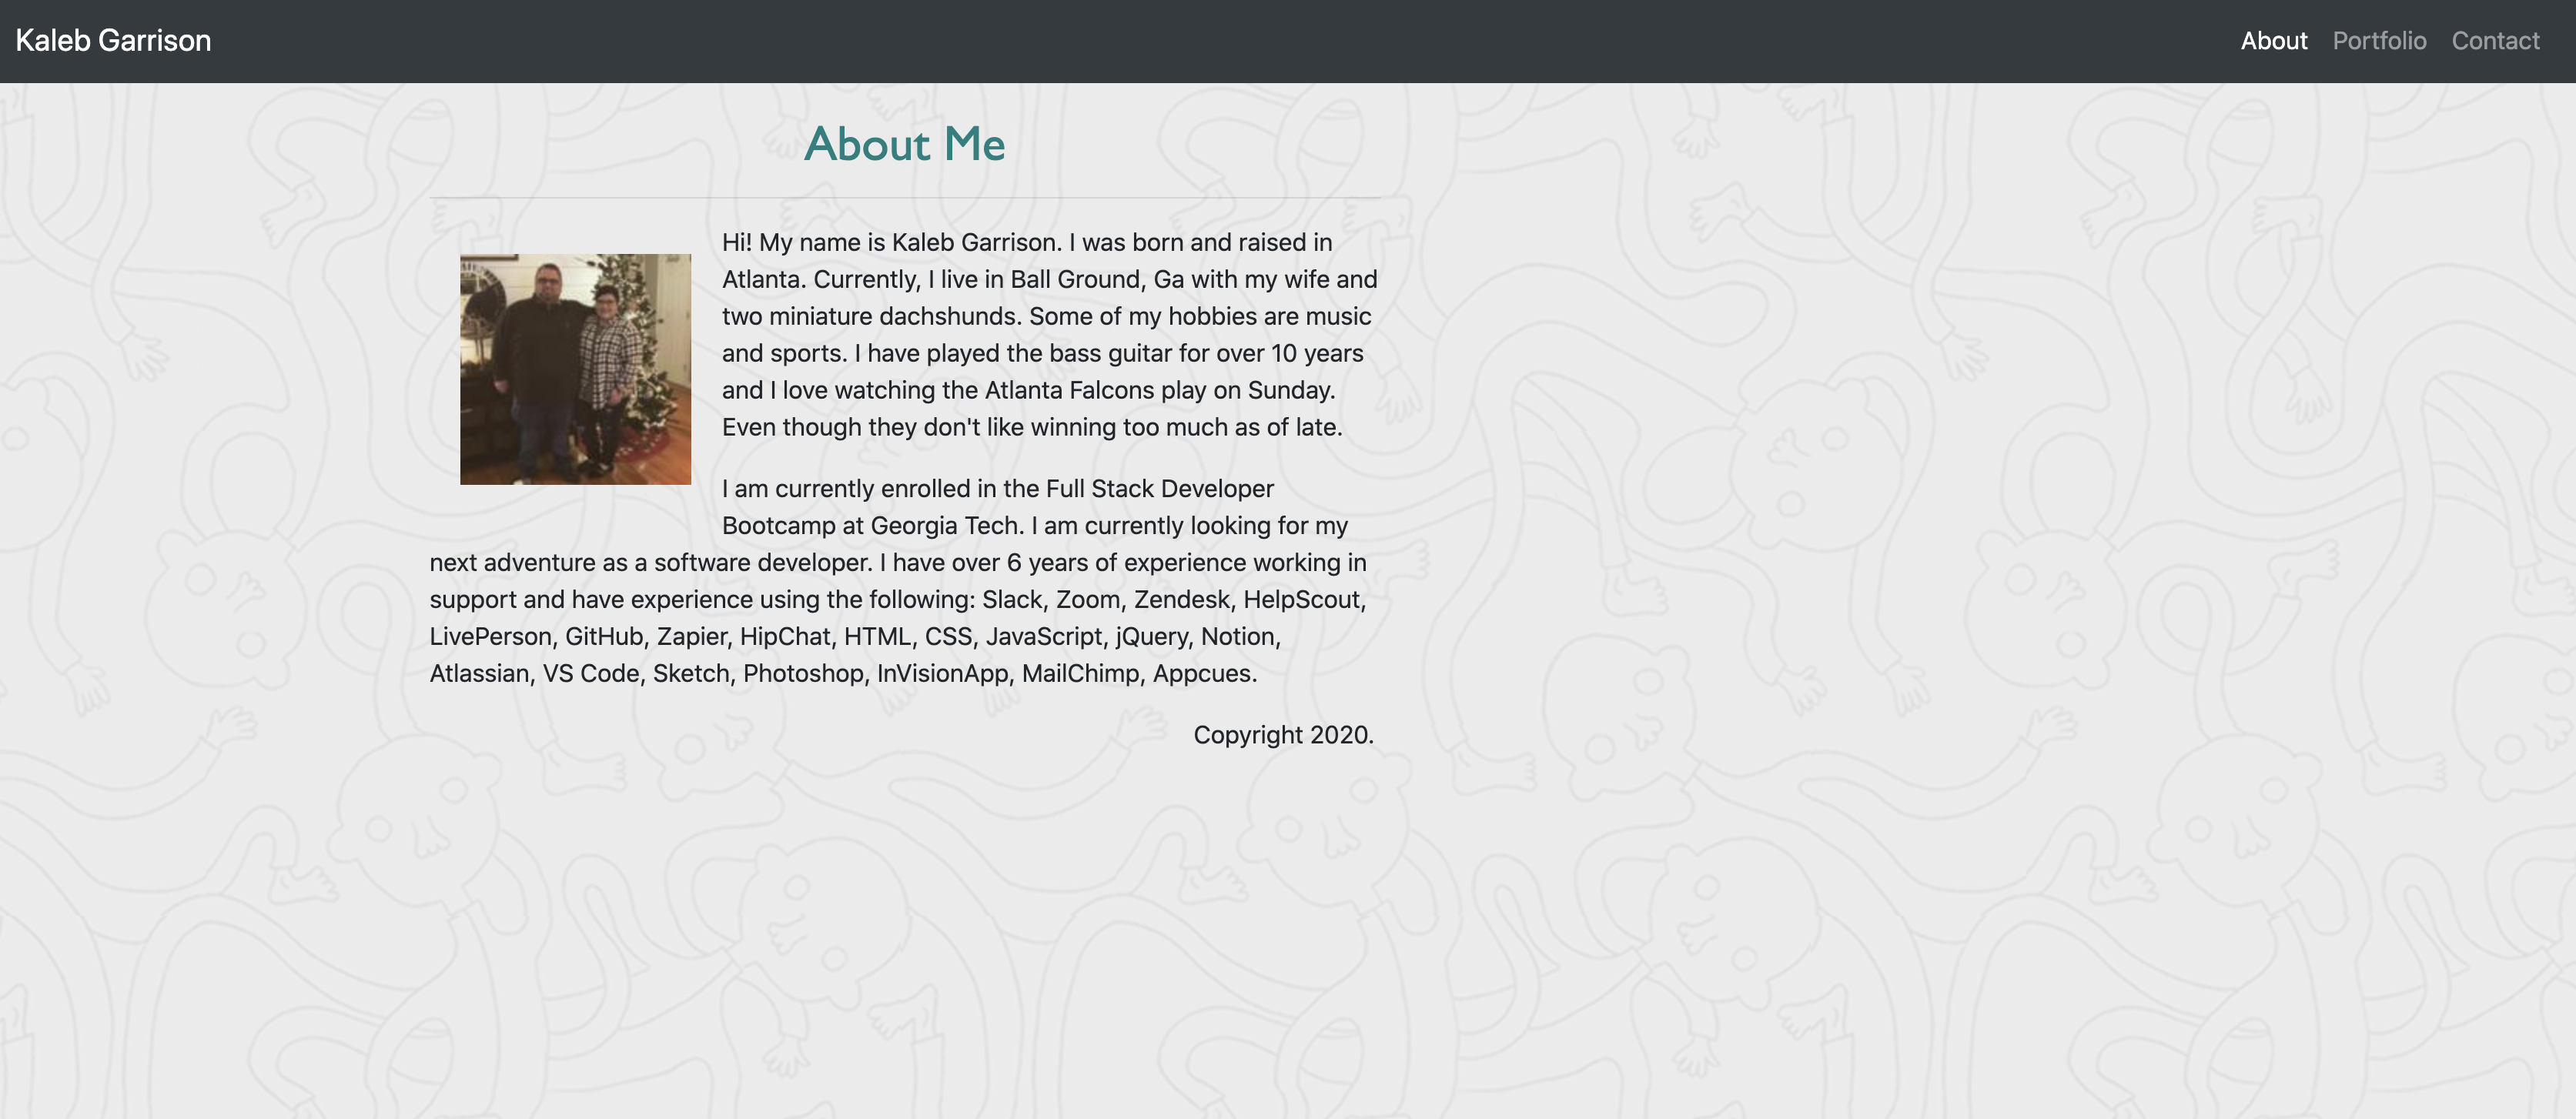 Kaleb Garrison
About Portfolio Contact
About Me
Hi! My name is Kaleb Garrison. I was born and raised in
Atlanta. Currently, I live in Ball Ground, Ga with my wife and
two miniature dachshunds. Some of my hobbies are music
and sports. I have played the bass guitar for over 10 years
and I love watching the Atlanta Falcons play on Sunday.
Even though they don't like winning too much as of late.
I am currently enrolled in the Full Stack Developer
Bootcamp at Georgia Tech. I am currently looking for my
next adventure as a software developer. I have over 6 years of experience working in
support and have experience using the following: Slack, Zoom, Zendesk, HelpScout,
LivePerson, GitHub, Zapier, HipChat, HTML, CSS, JavaScript, jQuery, Notion,
Atlassian, VS Code, Sketch, Photoshop, InVisionApp, MailChimp, Appcues.
Copyright 2020.